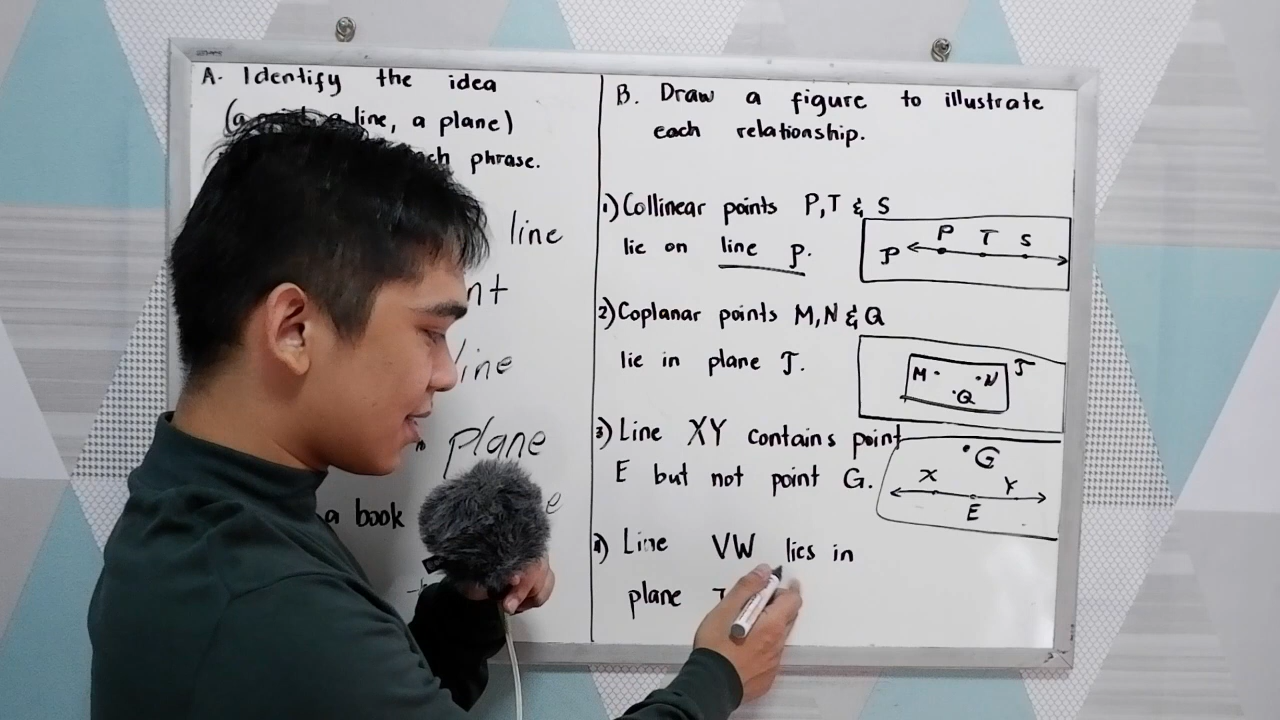 A. Identify the idea
line, a plane)
phrase.
line
plane
a book
B. Draw a figure to illustrate
each relationship.
1) Collinear points P, T & S
lie on line p.
P T S
p
2) Coplanar points M, N & Q
lie in plane J.
M N J
Q
3) Line XY contains point
E but not point G.
G
X Y
E
4) Line VW lies in
plane